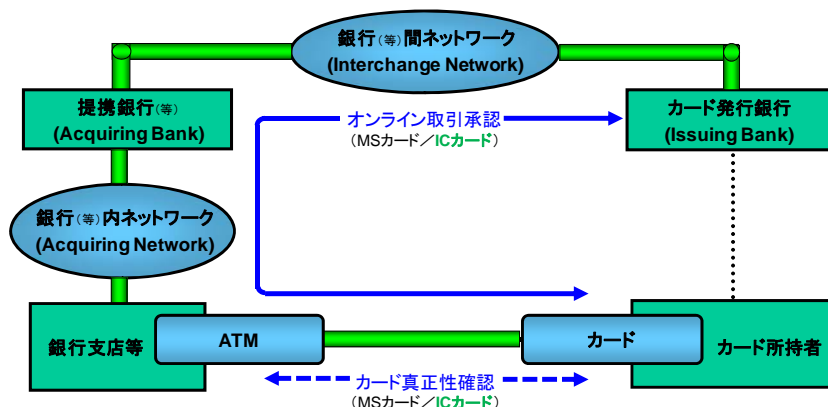 銀行(等)間ネットワーク
(Interchange Network)
提携銀行(等)
(Acquiring Bank)
カード発行銀行
(Issuing Bank)
オンライン取引承認
(MSカード／ICカード)
銀行(等)内ネットワーク
(Acquiring Network)
銀行支店等
ATM
カード
カード所持者
カード真正性確認
(MSカード／ICカード)